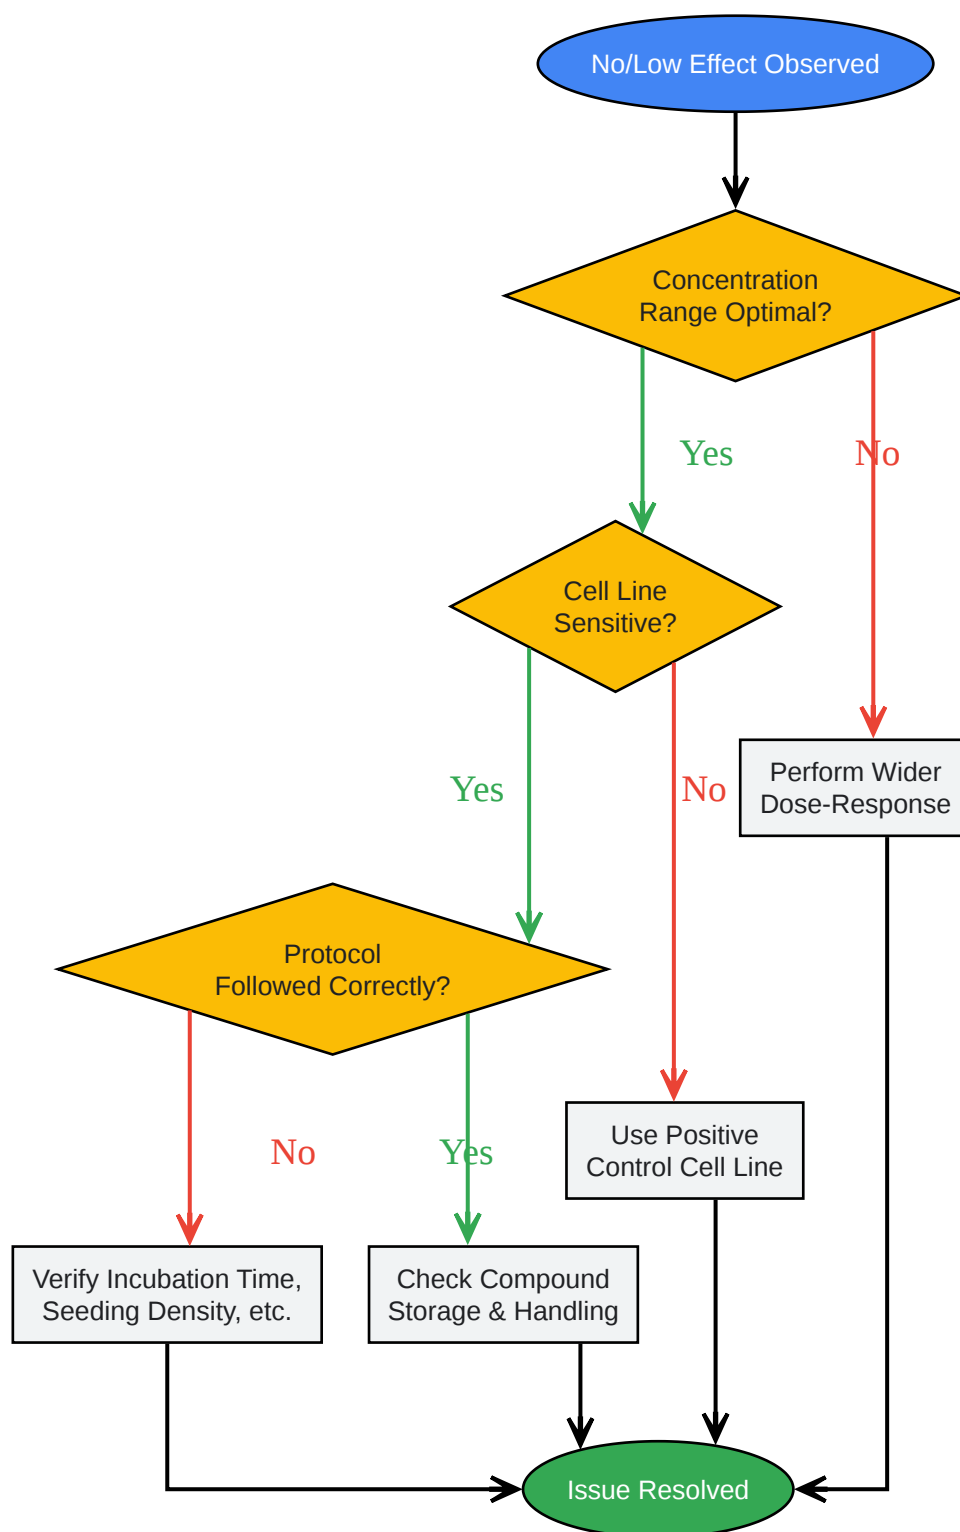 No/Low Effect Observed
Concentration
Range Optimal?
Yes
No
Cell Line
Sensitive?
Yes
No
Perform Wider
Dose-Response
Protocol
Followed Correctly?
No
Yes
Use Positive
Control Cell Line
Verify Incubation Time,
Seeding Density, etc.
Check Compound
Storage & Handling
Issue Resolved